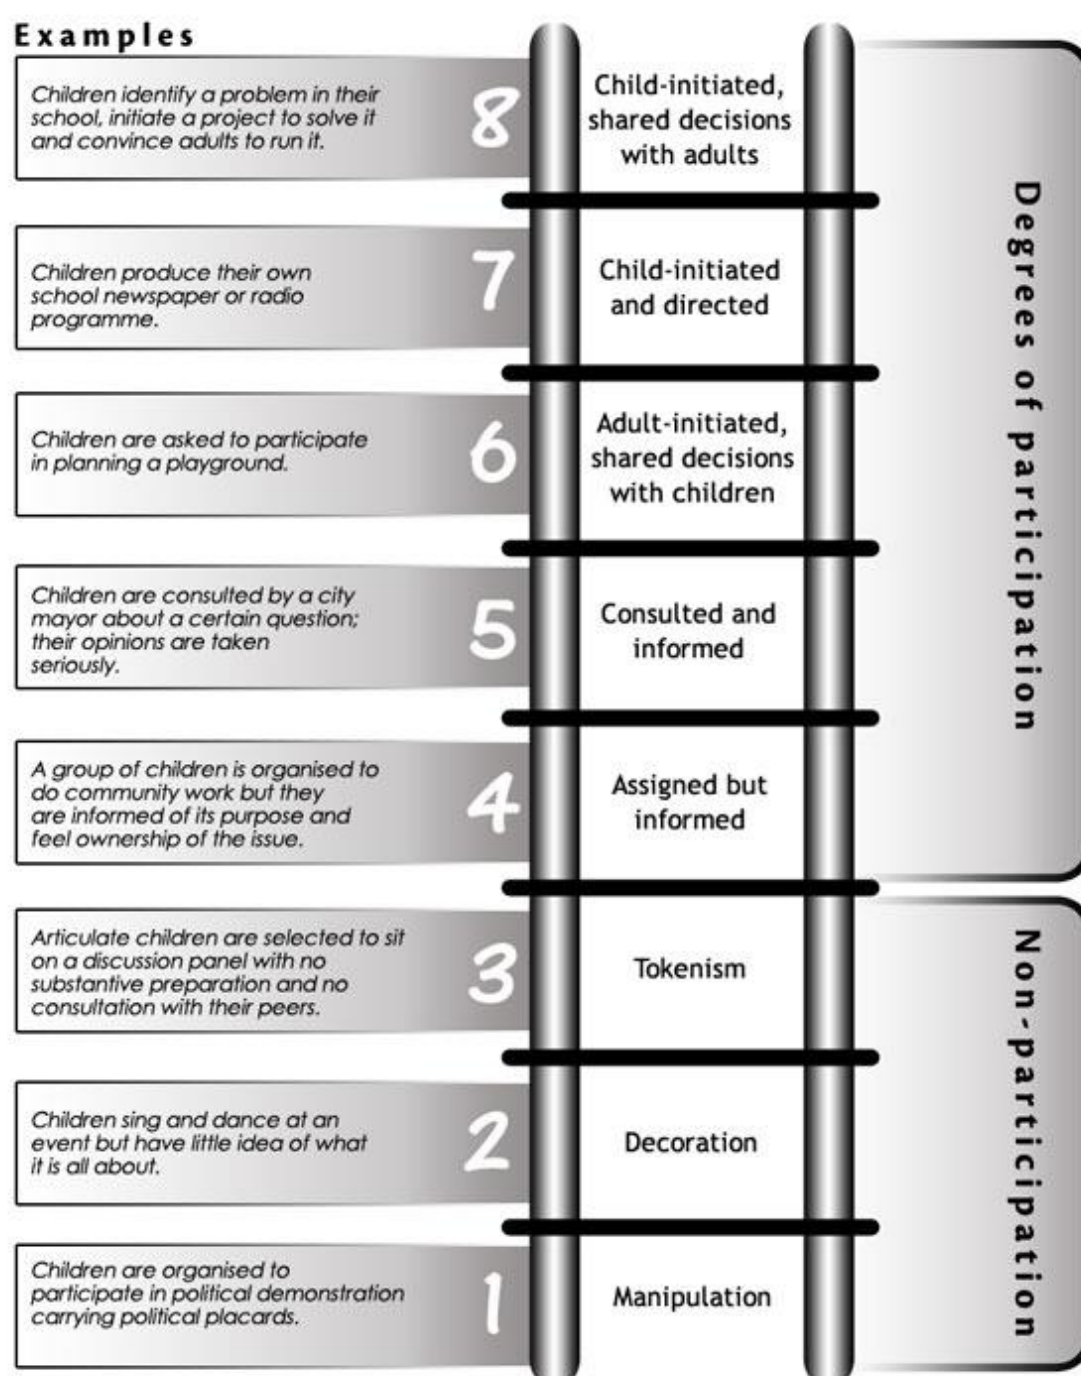 Examples
Children identify a problem in their
school, initiate a project to solve it
and convince adults to run it.
8
Child-initiated,
shared decisions
with adults
Children produce their own
school newspaper or radio
programme.
7
Child-initiated
and directed
Children are asked to participate
in planning a playground.
6
Adult-initiated,
shared decisions
with children
Children are consulted by a city
mayor about a certain question;
their opinions are taken
seriously.
5
Consulted and
informed
A group of children is organised to
do community work but they
are informed of its purpose and
feel ownership of the issue.
4
Assigned but
informed
Degrees of participation
Articulate children are selected to sit
on a discussion panel with no
substantive preparation and no
consultation with their peers.
3
Tokenism
Children sing and dance at an
event but have little idea of what
it is all about.
2
Decoration
Children are organised to
participate in political demonstration
carrying political placards.
1
Manipulation
Non-participation